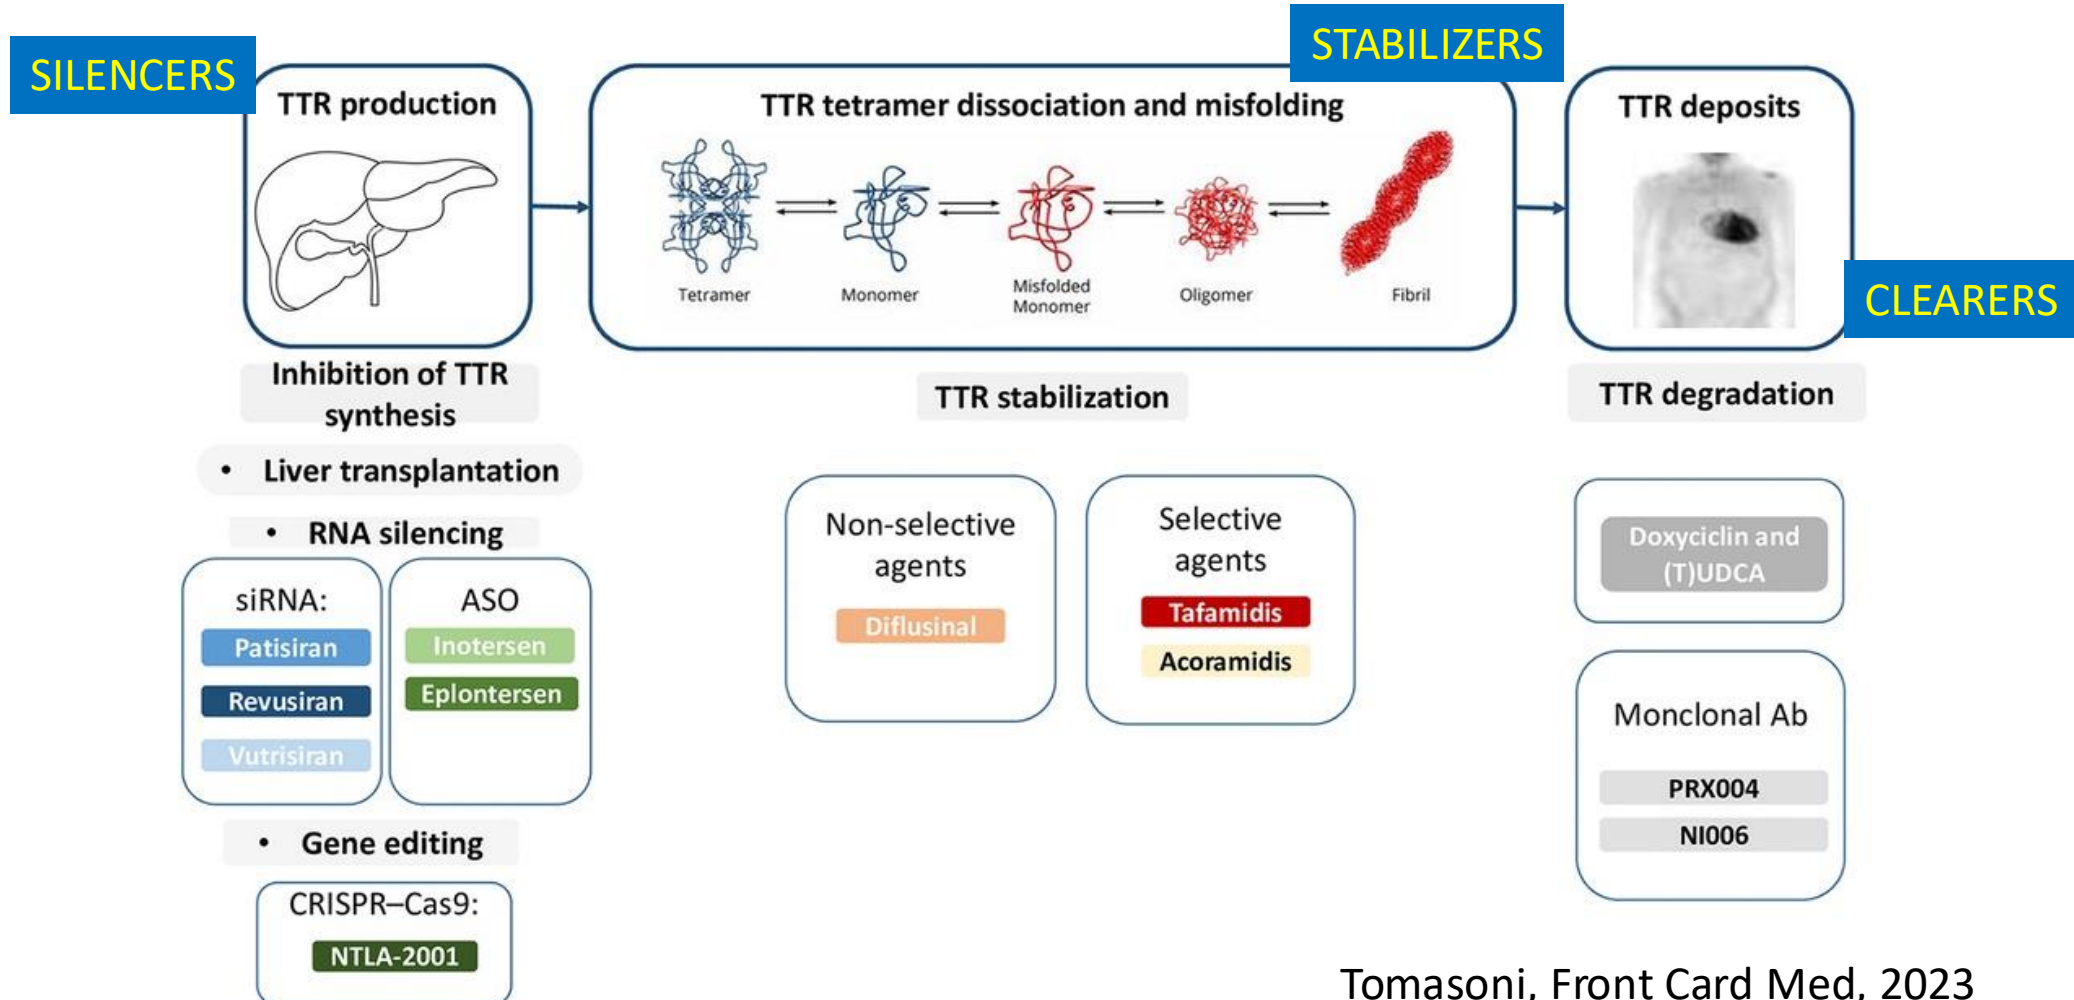 SILENCERS
STABILIZERS
TTR production
TTR tetramer dissociation and misfolding
TTR deposits
Tetramer
Monomer
Misfolded
Monomer
Oligomer
Fibril
CLEARERS
Inhibition of TTR
synthesis
TTR stabilization
TTR degradation
• Liver transplantation
• RNA silencing
siRNA:
Patisiran
Revusiran
Vutrisiran
ASO
Inotersen
Eplontersen
Non-selective
agents
Diflusinal
Selective
agents
Tafamidis
Acoramidis
Doxyciclin and
(T)UDCA
Monclonal Ab
PRX004
NI006
• Gene editing
CRISPR–Cas9:
NTLA-2001
Tomasoni, Front Card Med, 2023